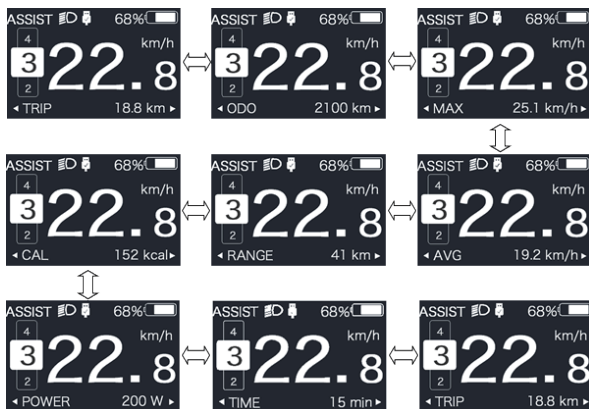 ASSIST 68%
4
km/h
3
22.8
2
◂ TRIP 18.8 km ▸
ASSIST 68%
4
km/h
3
22.8
2
◂ ODO 2100 km ▸
ASSIST 68%
4
km/h
3
22.8
2
◂ MAX 25.1 km/h ▸
ASSIST 68%
4
km/h
3
22.8
2
◂ CAL 152 kcal ▸
ASSIST 68%
4
km/h
3
22.8
2
◂ RANGE 41 km ▸
ASSIST 68%
4
km/h
3
22.8
2
◂ AVG 19.2 km/h ▸
ASSIST 68%
4
km/h
3
22.8
2
◂ POWER 200 W ▸
ASSIST 68%
4
km/h
3
22.8
2
◂ TIME 15 min ▸
ASSIST 68%
4
km/h
3
22.8
2
◂ TRIP 18.8 km ▸